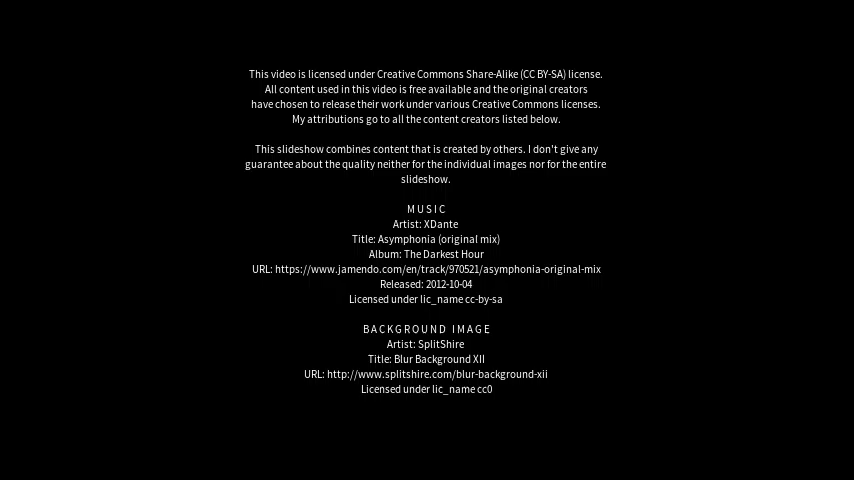 This video is licensed under Creative Commons Share-Alike (CC BY-SA) license.
All content used in this video is free available and the original creators
have chosen to release their work under various Creative Commons licenses.
My attributions go to all the content creators listed below.
This slideshow combines content that is created by others. I don't give any
guarantee about the quality neither for the individual images nor for the entire
slideshow.
MUSIC
Artist: XDante
Title: Asymphonia (original mix)
Album: The Darkest Hour
URL: https://www.jamendo.com/en/track/970521/asymphonia-original-mix
Released: 2012-10-04
Licensed under lic_name cc-by-sa
BACKGROUND IMAGE
Artist: SplitShire
Title: Blur Background XII
URL: http://www.splitshire.com/blur-background-xii
Licensed under lic_name cc0